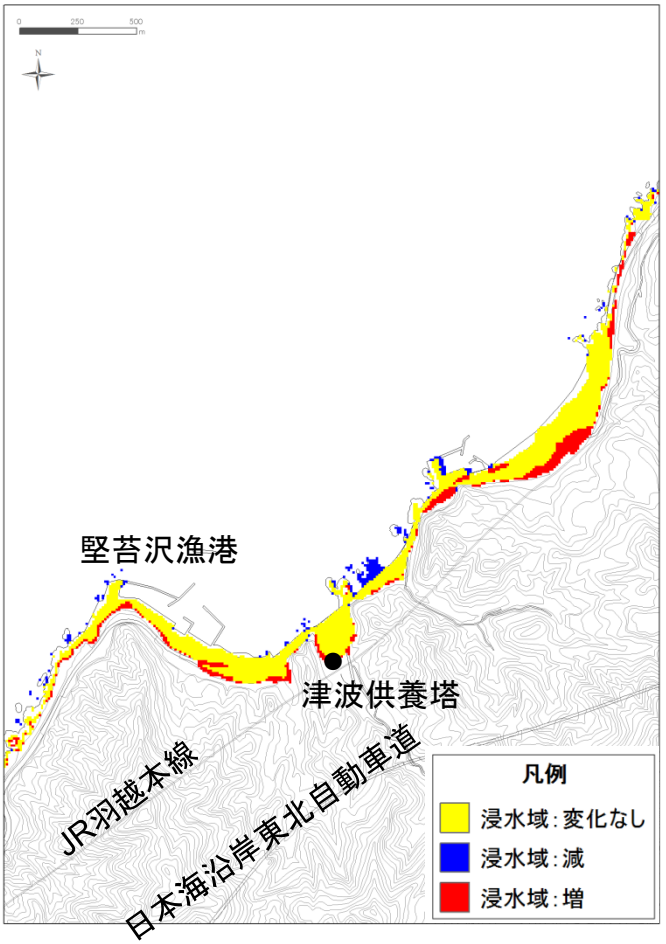 0 250 500
m
N
堅苔沢漁港
津波供養塔
JR羽越本線
日本海沿岸東北自動車道
凡例
浸水域:変化なし
浸水域:減
浸水域:増